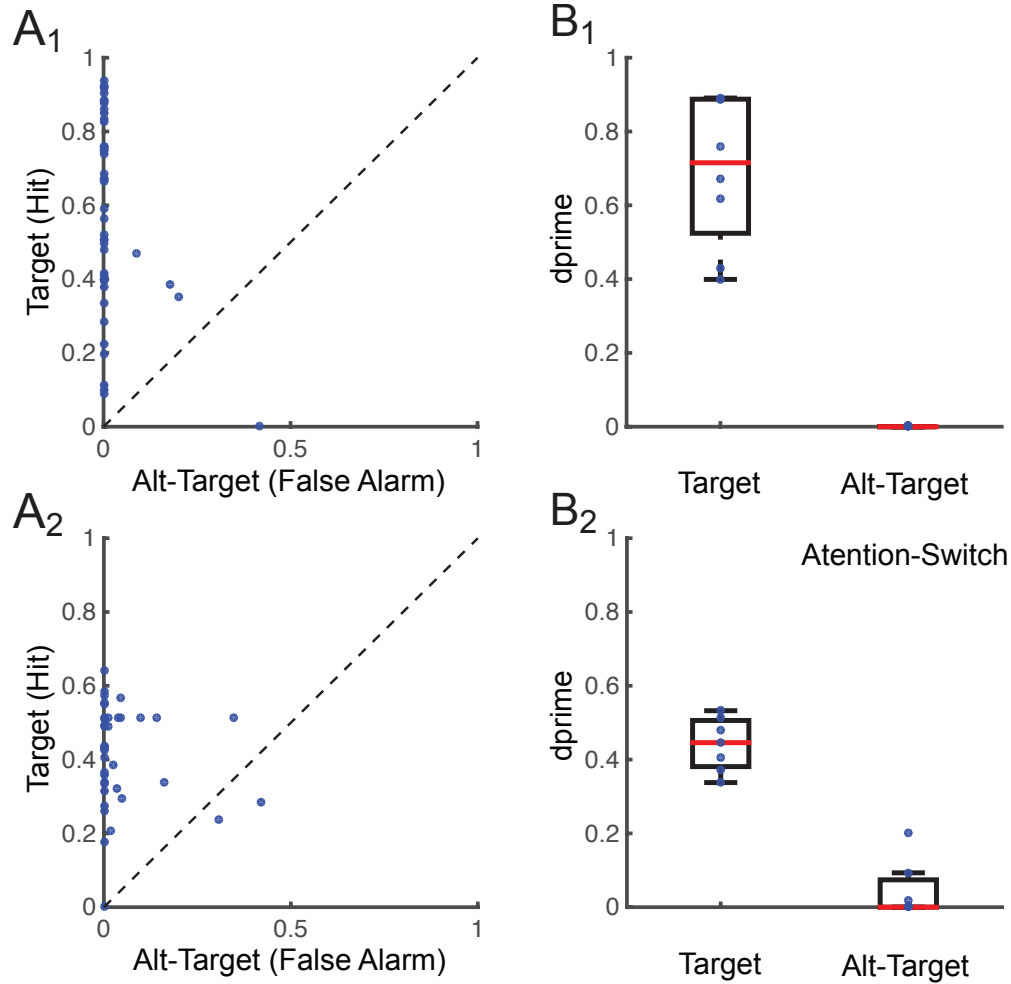 A1
1
0.8
0.6
0.4
0.2
0
Target (Hit)
0 0.5 1
Alt-Target (False Alarm)
B1
1
0.8
0.6
0.4
0.2
0
dprime
Target Alt-Target
A2
1
0.8
0.6
0.4
0.2
0
Target (Hit)
0 0.5 1
Alt-Target (False Alarm)
B2
Atention-Switch
1
0.8
0.6
0.4
0.2
0
dprime
Target Alt-Target